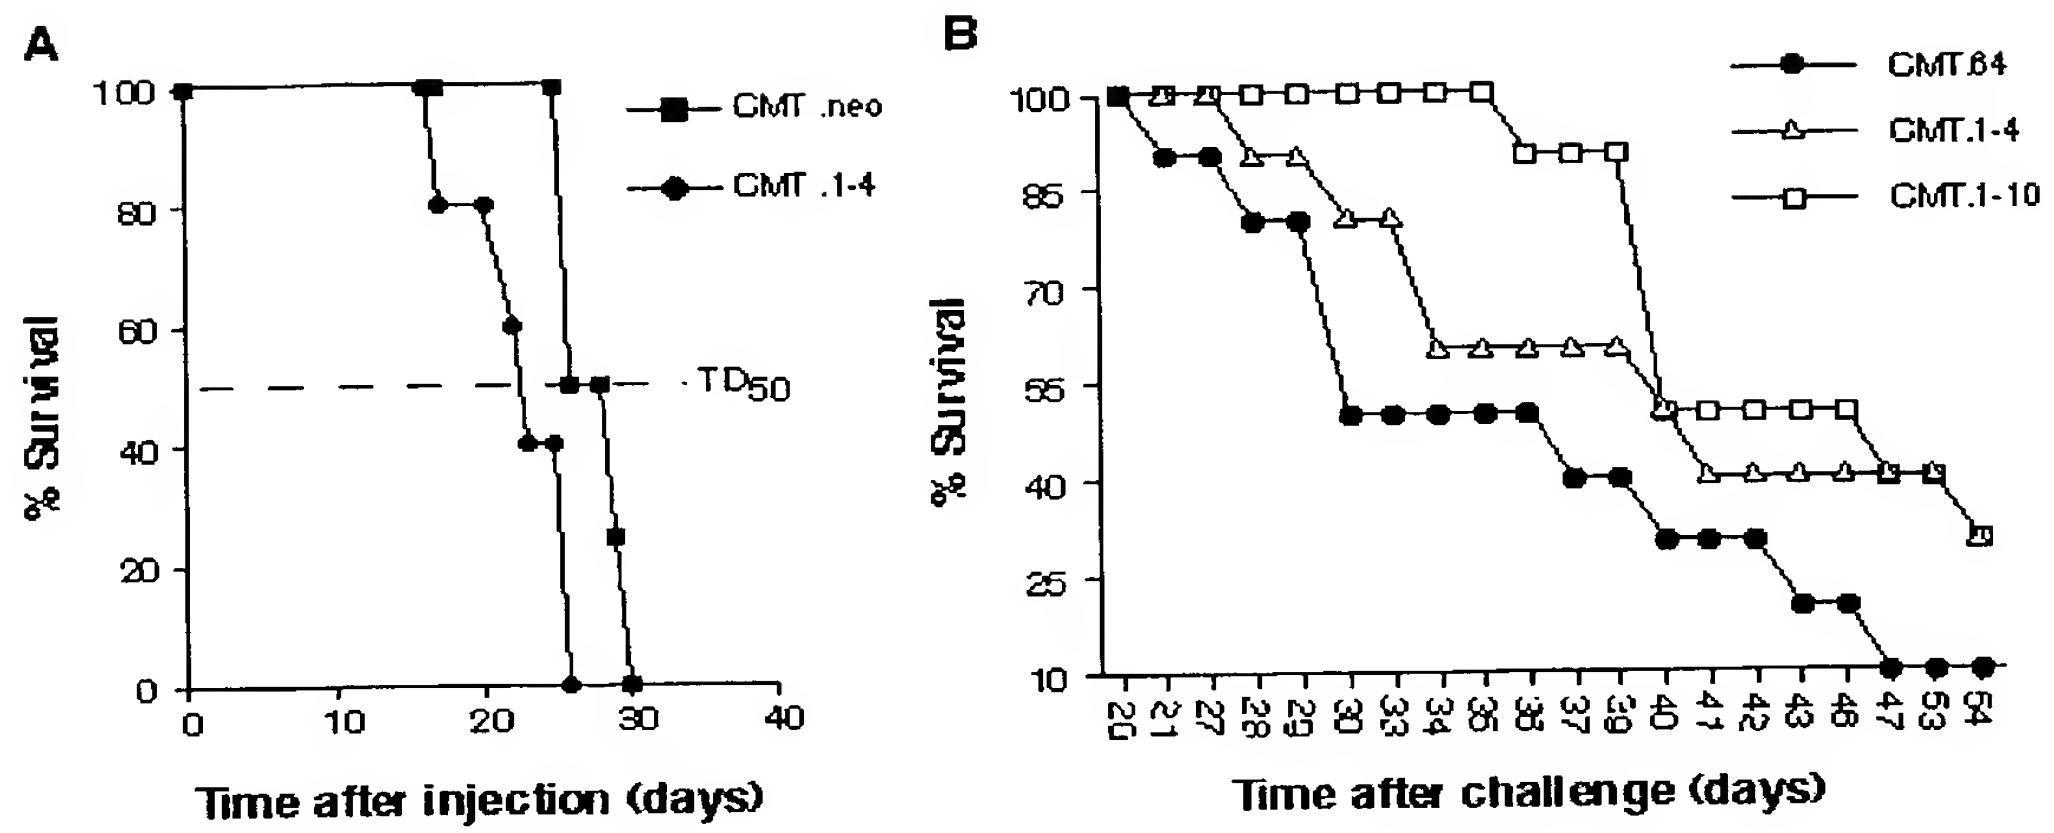 A
100
80
60
40
20
0
% Survival
0 10 20 30 40
Time after injection (days)
CMT .neo
CMT .1-4
TD50
B
100
85
70
55
40
25
10
% Survival
20 21 27 28 29 30 33 34 35 36 37 39 40 41 42 43 46 47 53 54
Time after challenge (days)
CMT.64
CMT.1-4
CMT.1-10